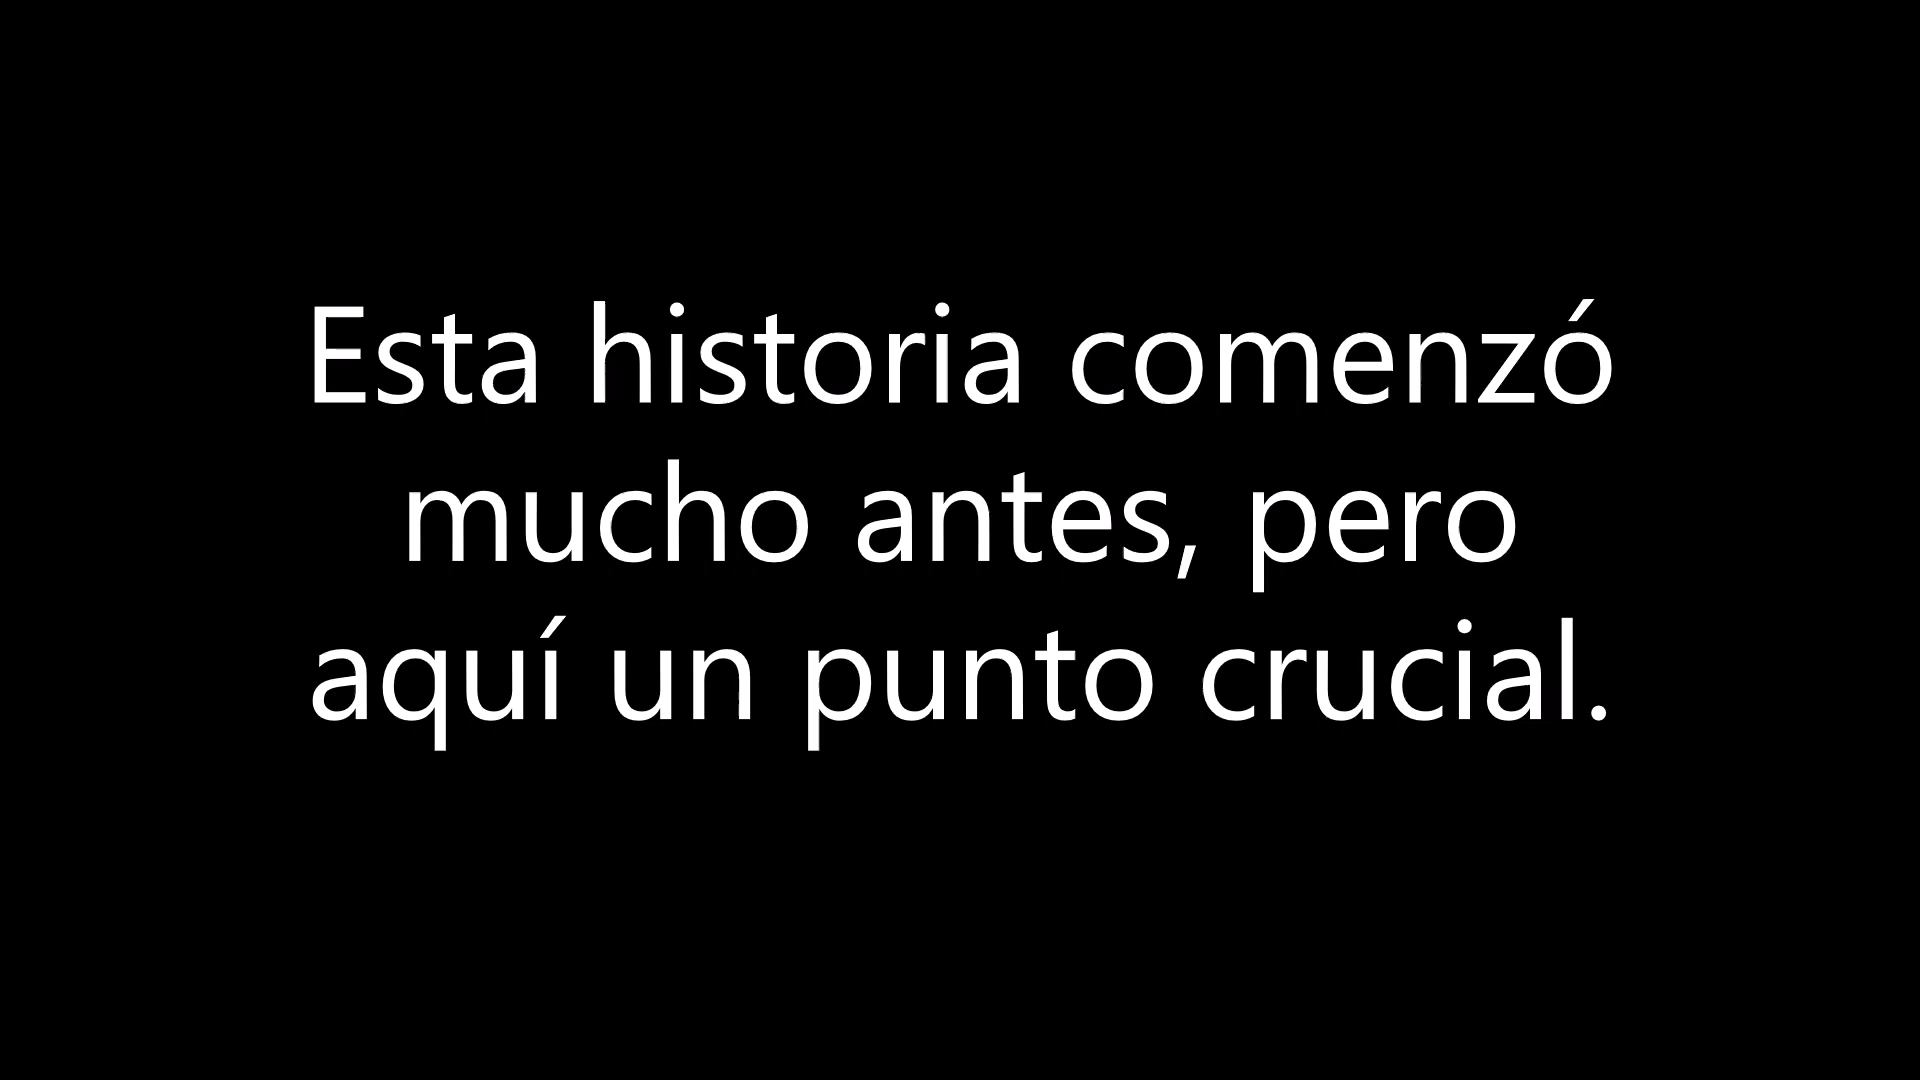 Esta historia comenzó
mucho antes, pero
aquí un punto crucial.